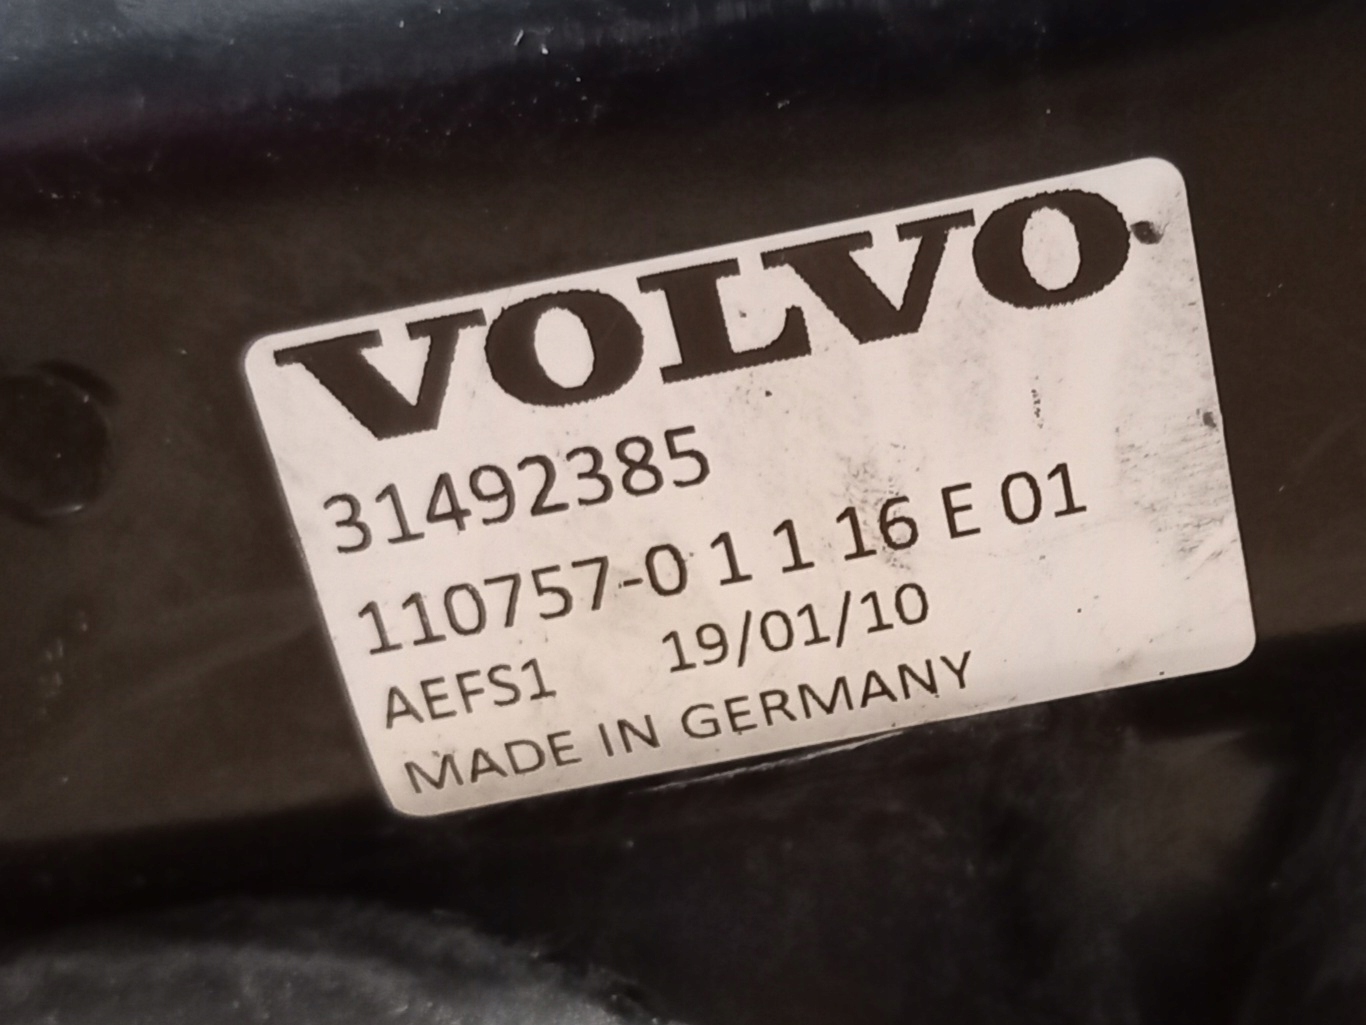 VOLVO
31492385
110757-0 1 1 16 E 01
AEFS1 19/01/10
MADE IN GERMANY